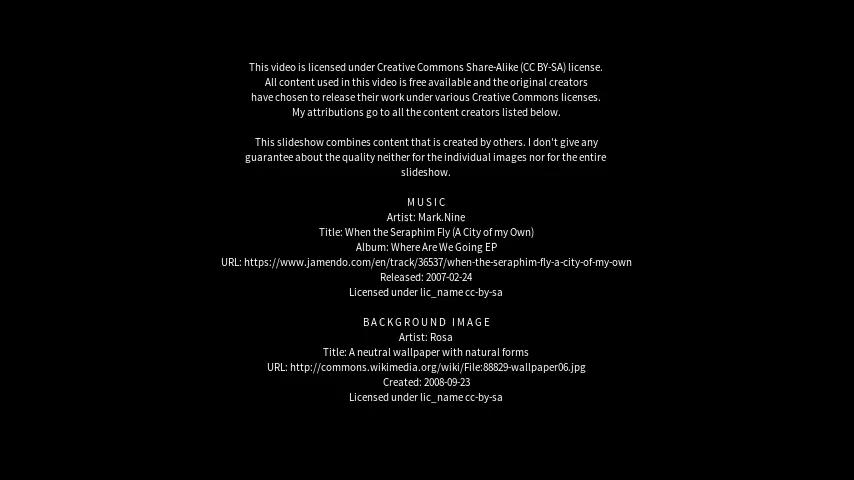 This video is licensed under Creative Commons Share-Alike (CC BY-SA) license.
All content used in this video is free available and the original creators
have chosen to release their work under various Creative Commons licenses.
My attributions go to all the content creators listed below.
This slideshow combines content that is created by others. I don't give any
guarantee about the quality neither for the individual images nor for the entire
slideshow.
MUSIC
Artist: Mark.Nine
Title: When the Seraphim Fly (A City of my Own)
Album: Where Are We Going EP
URL: https://www.jamendo.com/en/track/36537/when-the-seraphim-fly-a-city-of-my-own
Released: 2007-02-24
Licensed under lic_name cc-by-sa
BACKGROUND IMAGE
Artist: Rosa
Title: A neutral wallpaper with natural forms
URL: http://commons.wikimedia.org/wiki/File:88829-wallpaper06.jpg
Created: 2008-09-23
Licensed under lic_name cc-by-sa